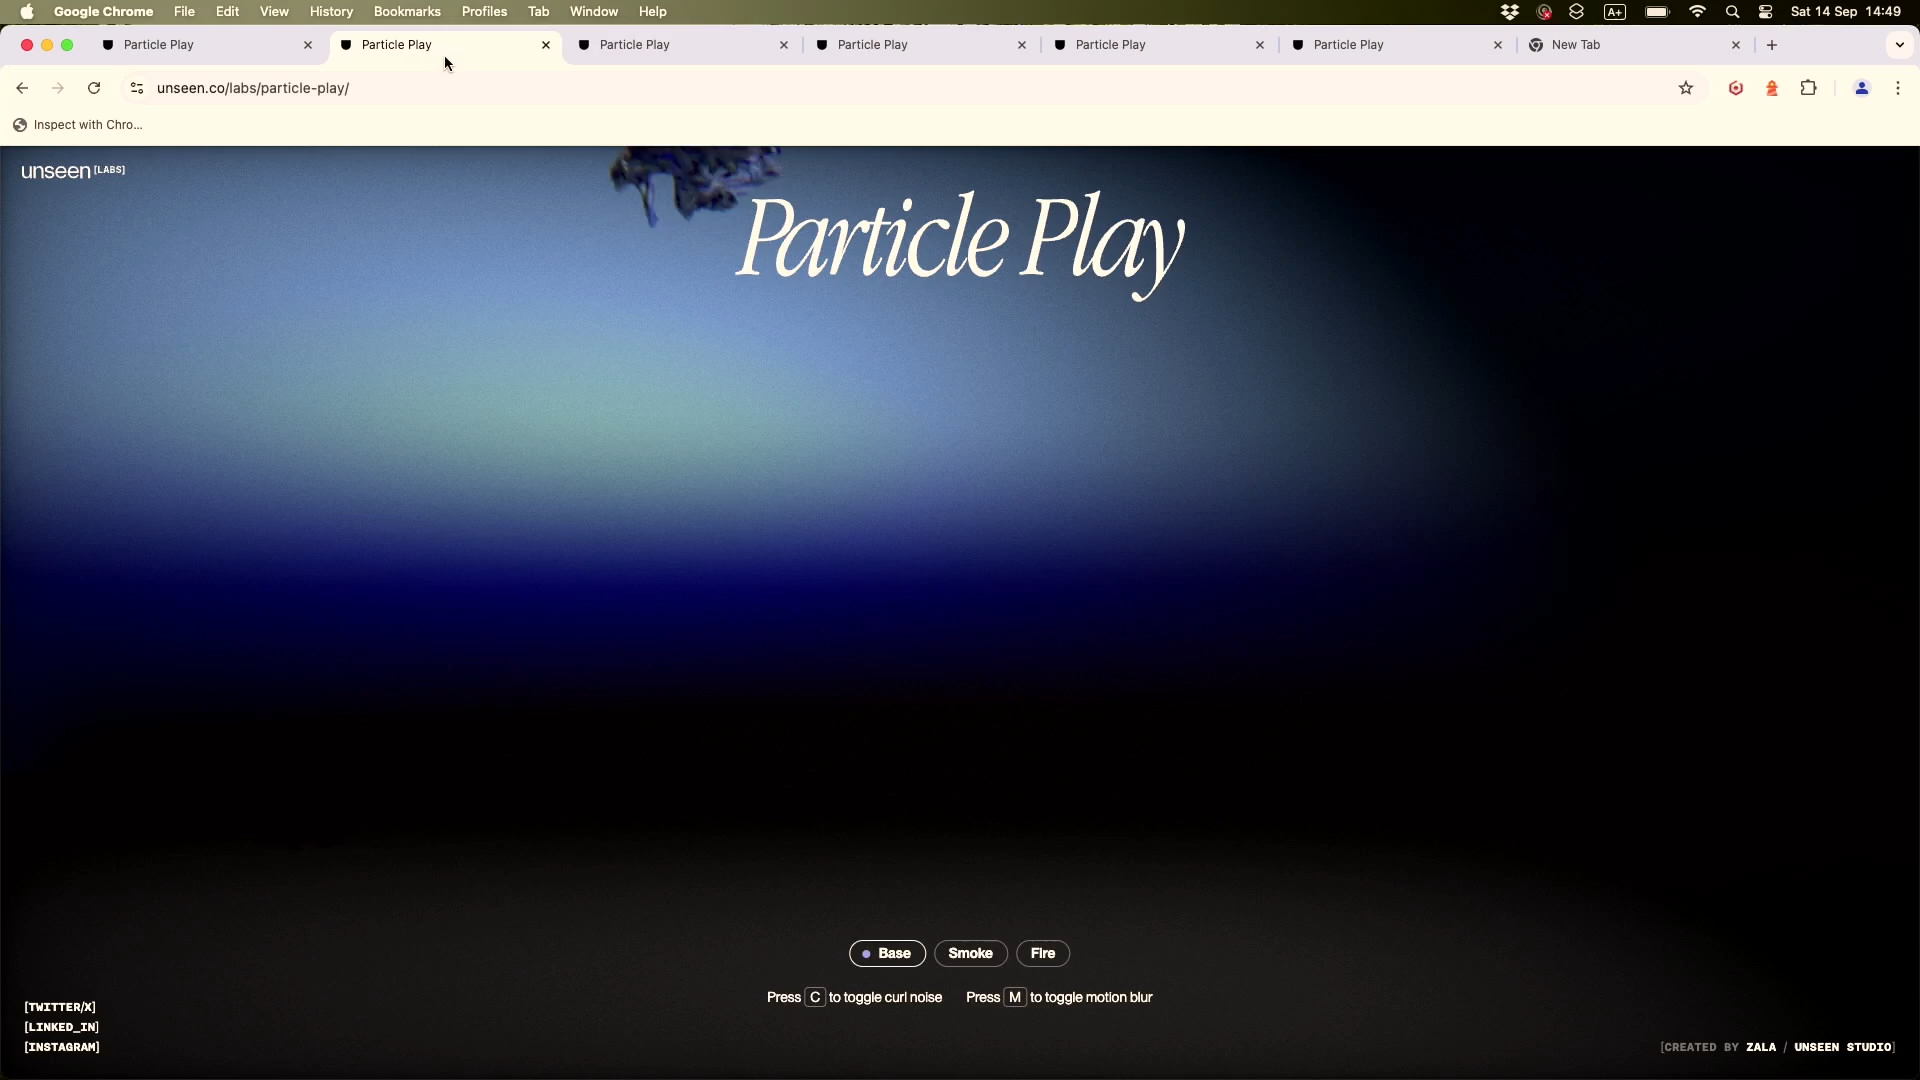 Google Chrome File Edit View History Bookmarks Profiles Tab Window Help A+ Sat 14 Sep 14:49
Particle Play Particle Play Particle Play Particle Play Particle Play Particle Play New Tab
unseen.co/labs/particle-play/
Inspect with Chro...
unseen [LABS]
Particle Play
Base Smoke Fire
Press C to toggle curl noise Press M to toggle motion blur
[TWITTER/X]
[LINKED_IN]
[INSTAGRAM]
[CREATED BY ZALA / UNSEEN STUDIO]